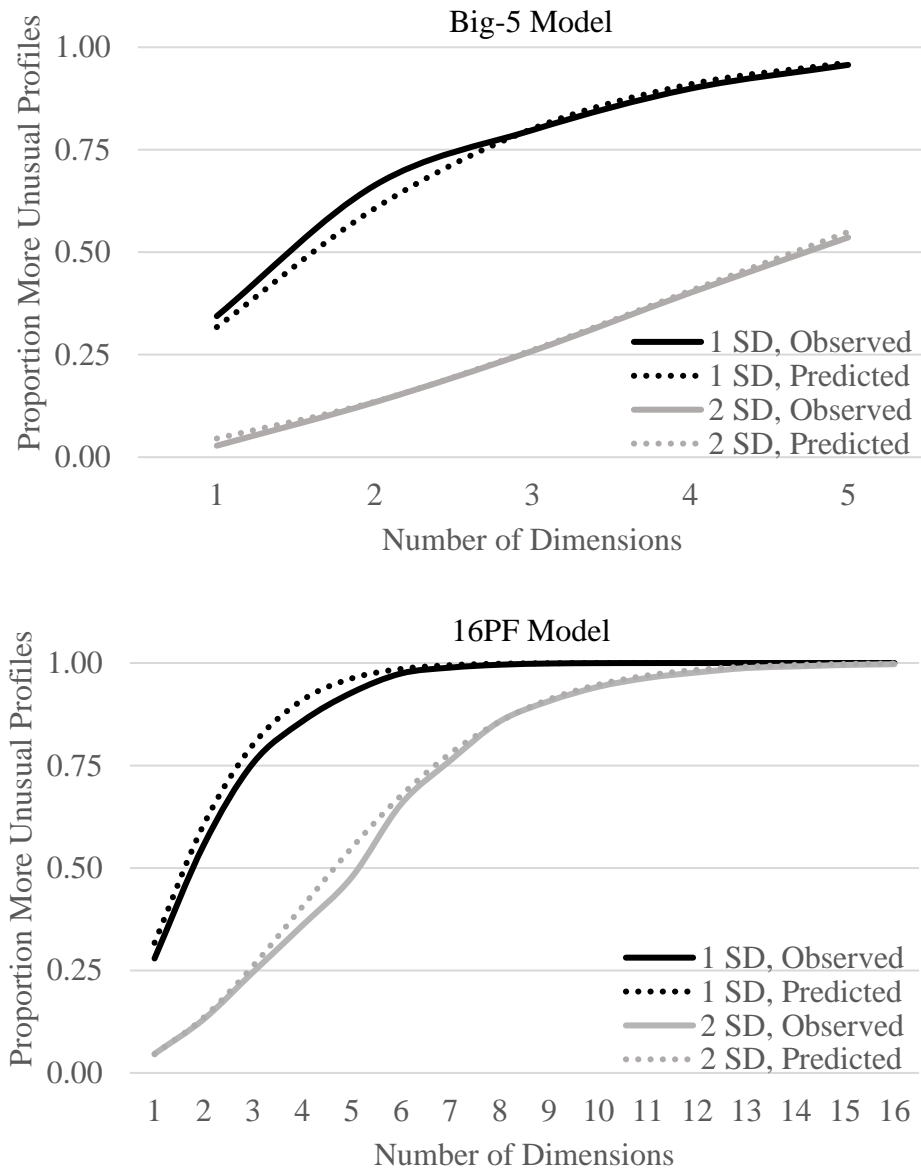 Big-5 Model
Proportion More Unusual Profiles
1.00
0.75
0.50
0.25
0.00
1 SD, Observed
1 SD, Predicted
2 SD, Observed
2 SD, Predicted
1 2 3 4 5
Number of Dimensions
16PF Model
Proportion More Unusual Profiles
1.00
0.75
0.50
0.25
0.00
1 SD, Observed
1 SD, Predicted
2 SD, Observed
2 SD, Predicted
1 2 3 4 5 6 7 8 9 10 11 12 13 14 15 16
Number of Dimensions